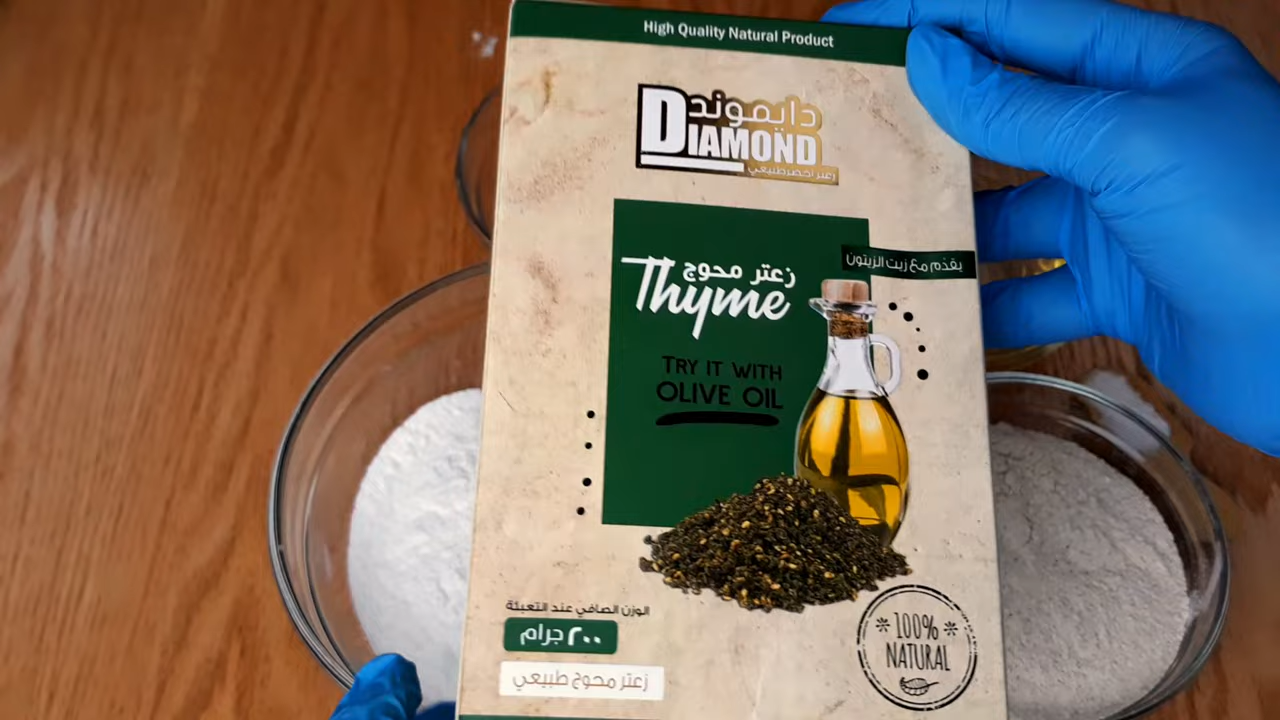 High Quality Natural Product
دايموند
DIAMOND
زعتر اخضر طبيعي
يقدم مع زيت الزيتون
زعتر محوج
Thyme
TRY IT WITH
OLIVE OIL
الوزن الصافي عند التعبئة
٢٠٠ جرام
زعتر محوج طبيعي
100%
NATURAL